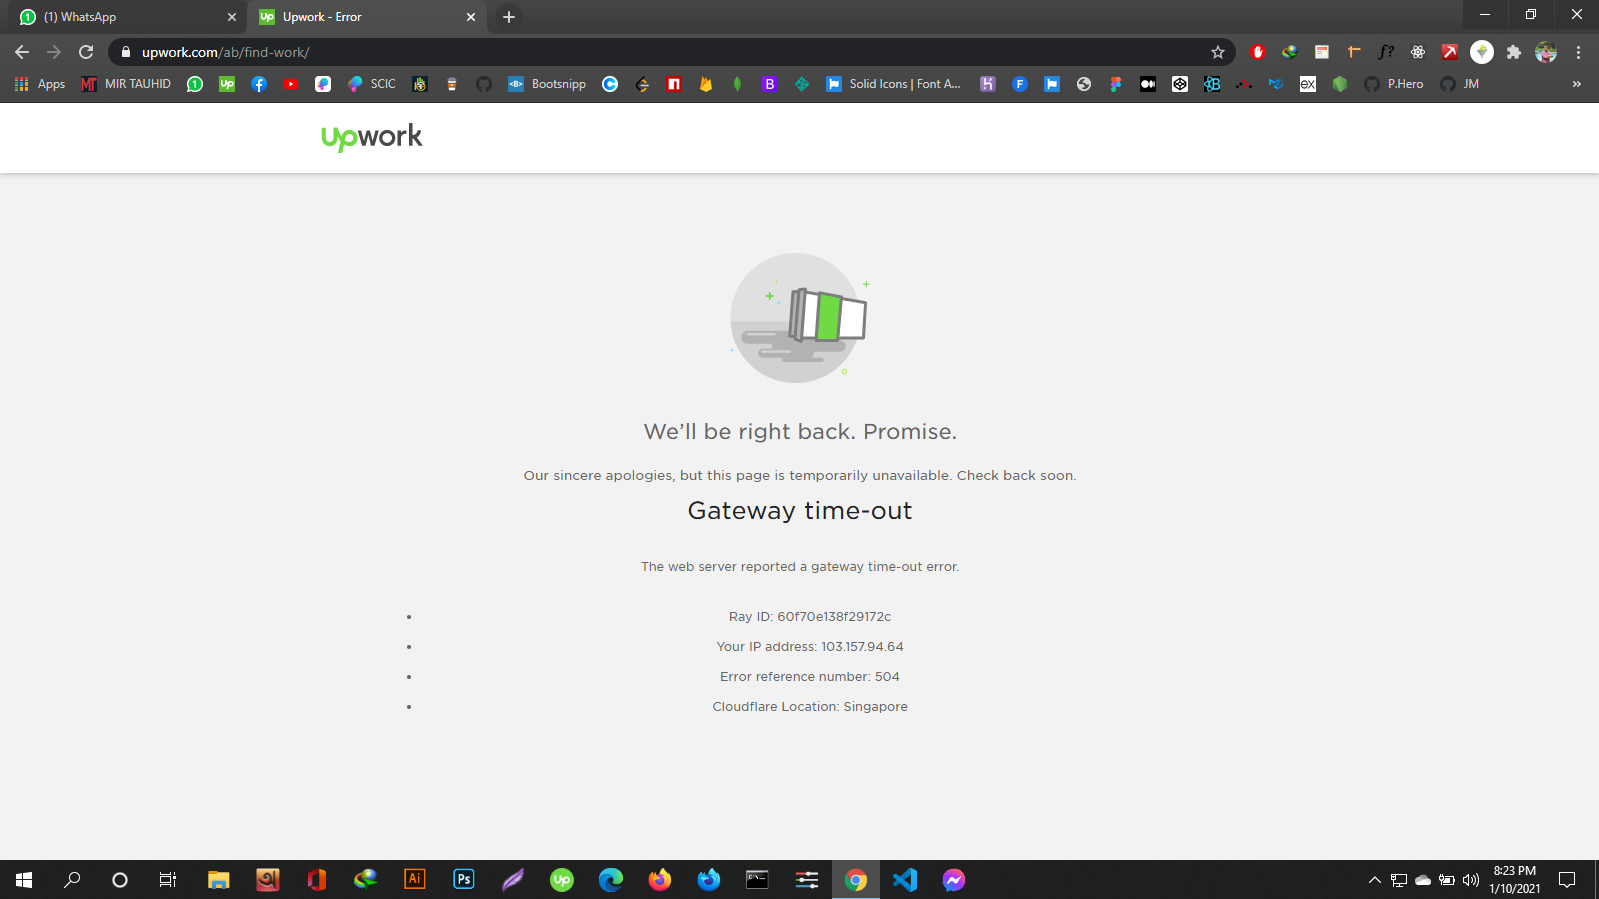 (1) WhatsApp
Upwork - Error
upwork.com/ab/find-work/
Apps
MIR TAUHID
SCIC
Bootsnipp
Solid Icons | Font A...
P.Hero
JM
upwork
We'll be right back. Promise.
Our sincere apologies, but this page is temporarily unavailable. Check back soon.
Gateway time-out
The web server reported a gateway time-out error.
• Ray ID: 60f70e138f29172c
• Your IP address: 103.157.94.64
• Error reference number: 504
• Cloudflare Location: Singapore
8:23 PM
1/10/2021